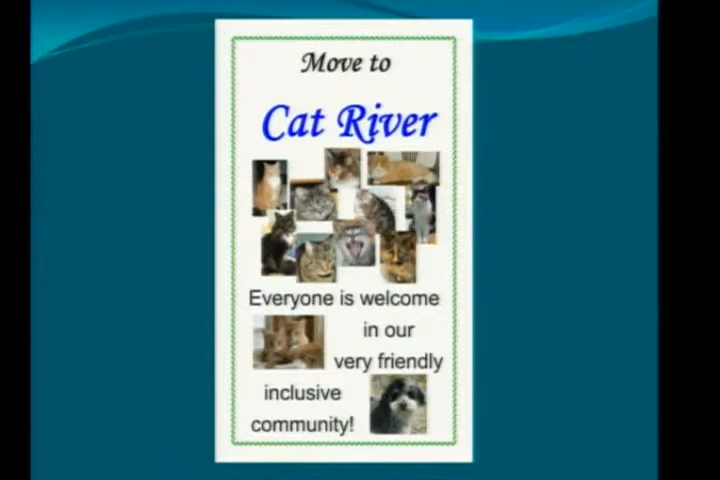 Move to
Cat River
Everyone is welcome
in our
very friendly
inclusive
community!